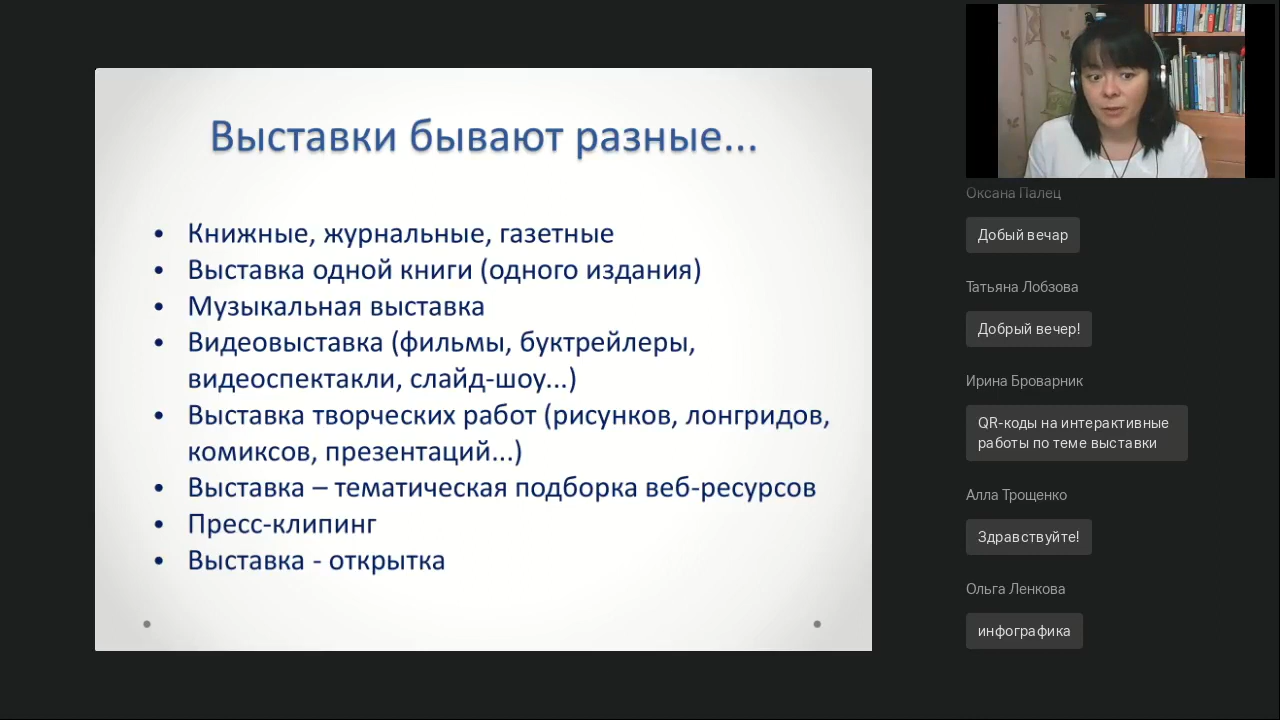 Выставки бывают разные...
• Книжные, журнальные, газетные
• Выставка одной книги (одного издания)
• Музыкальная выставка
• Видеовыставка (фильмы, буктрейлеры,
видеоспектакли, слайд-шоу...)
• Выставка творческих работ (рисунков, лонгридов,
комиксов, презентаций...)
• Выставка – тематическая подборка веб-ресурсов
• Пресс-клипинг
• Выставка - открытка
Оксана Палец
Добый вечар
Татьяна Лобзова
Добрый вечер!
Ирина Броварник
QR-коды на интерактивные
работы по теме выставки
Алла Трощенко
Здравствуйте!
Ольга Ленкова
инфографика